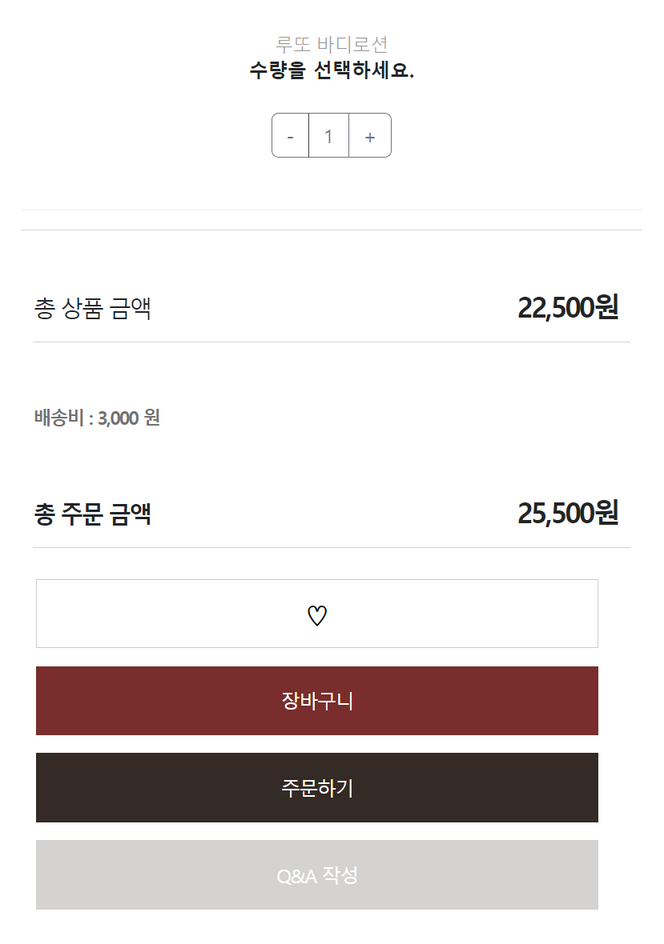 루또 바디로션
수량을 선택하세요.
- 1 +
총 상품 금액 22,500원
배송비 : 3,000 원
총 주문 금액 25,500원
♡
장바구니
주문하기
Q&A 작성